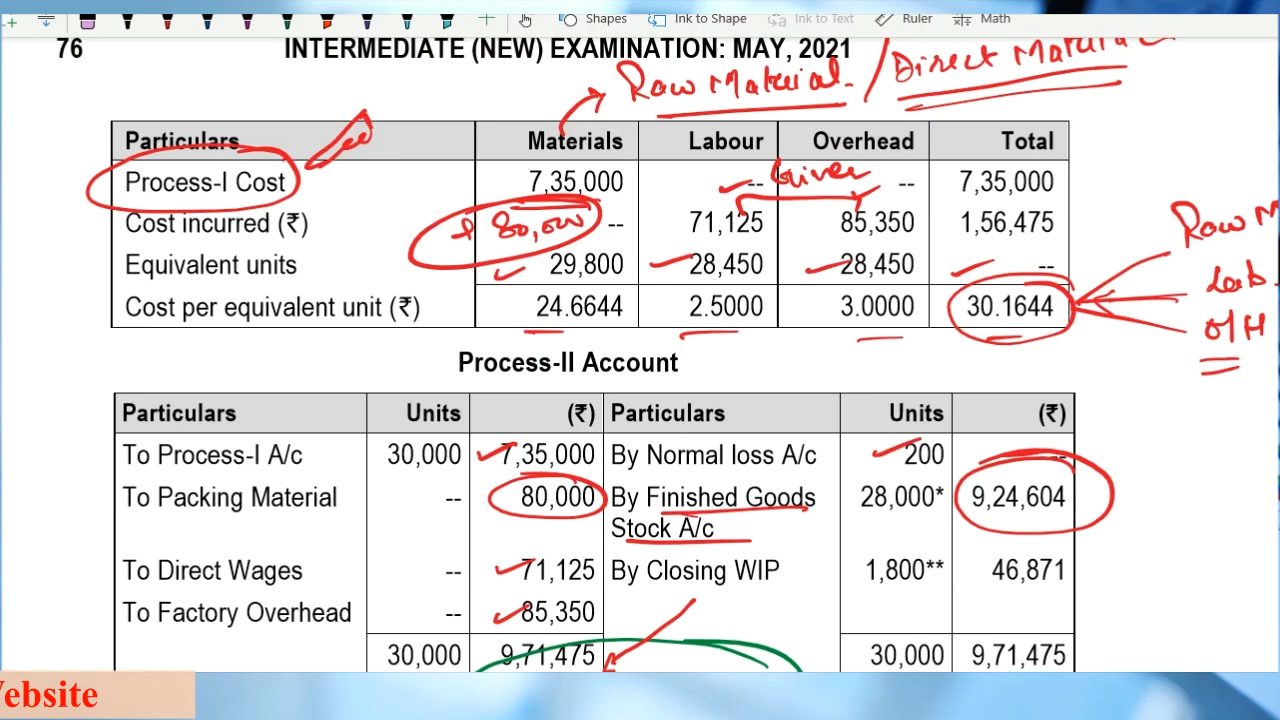 Shapes Ink to Shape Ink to Text Ruler Math
76 INTERMEDIATE (NEW) EXAMINATION: MAY, 2021
Raw Material / Direct Material
Particulars Materials Labour Overhead Total
Process-I Cost 7,35,000 -- -- 7,35,000
Given
Cost incurred (₹) + 80,000 -- 71,125 85,350 1,56,475
Raw M
Equivalent units 29,800 28,450 28,450 --
Lab.
Cost per equivalent unit (₹) 24.6644 2.5000 3.0000 30.1644
O/H
Process-II Account
Particulars Units (₹) Particulars Units (₹)
To Process-I A/c 30,000 7,35,000 By Normal loss A/c 200 --
To Packing Material -- 80,000 By Finished Goods 28,000* 9,24,604
Stock A/c
To Direct Wages -- 71,125 By Closing WIP 1,800** 46,871
To Factory Overhead -- 85,350
30,000 9,71,475 30,000 9,71,475
ebsite